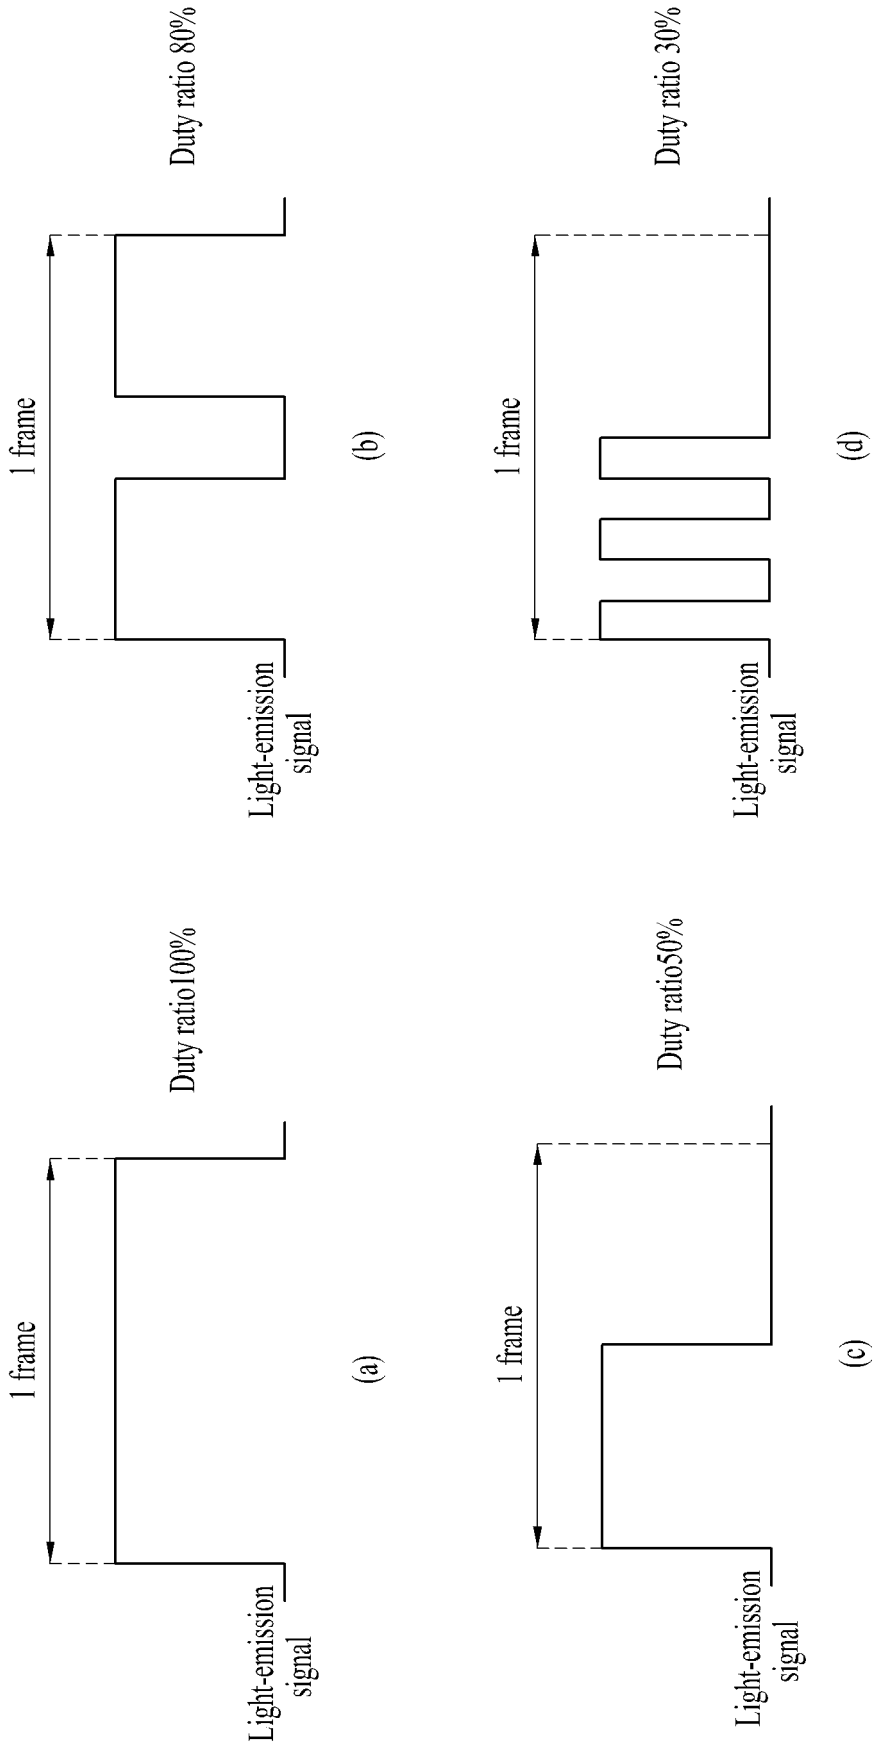 1 frame
Light-emission
signal
Duty ratio100%
(a)
1 frame
Light-emission
signal
Duty ratio 80%
(b)
1 frame
Light-emission
signal
Duty ratio50%
(c)
1 frame
Light-emission
signal
Duty ratio 30%
(d)